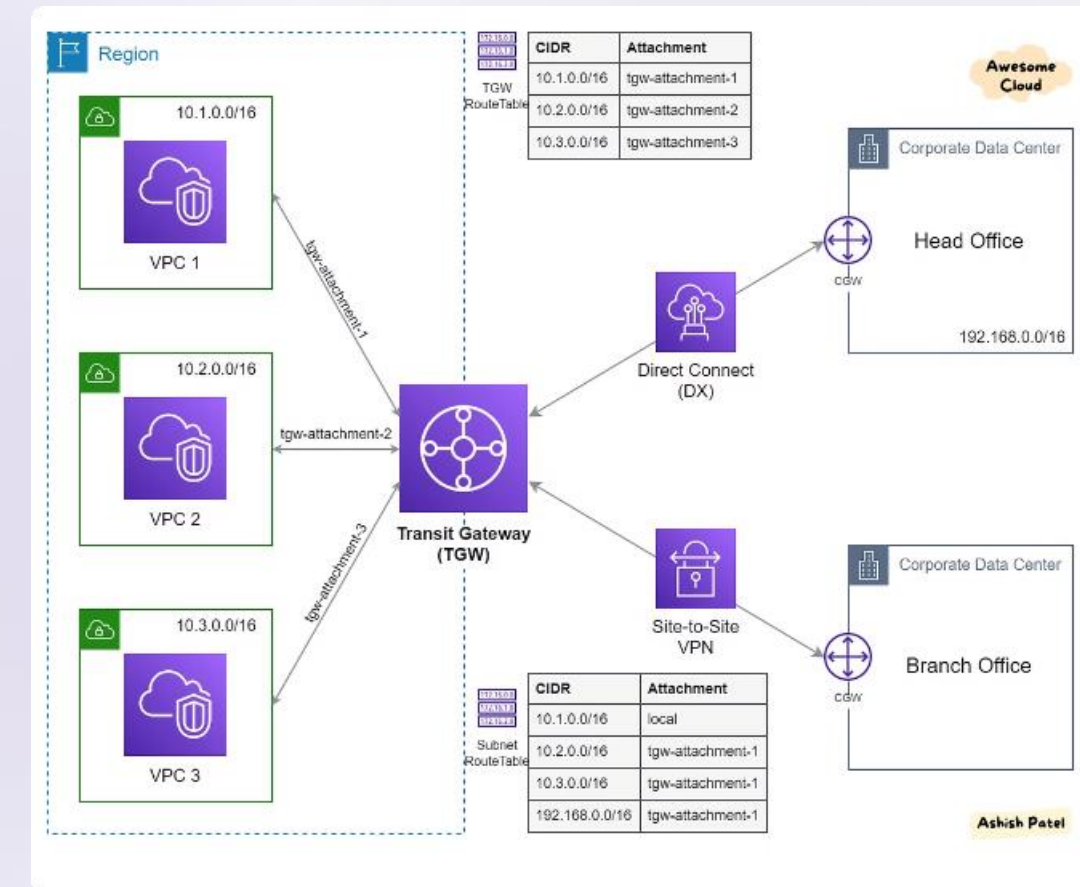 Region
10.1.0.0/16
VPC 1
10.2.0.0/16
VPC 2
10.3.0.0/16
VPC 3
tgw-attachment-1
tgw-attachment-2
tgw-attachment-3
Transit Gateway
(TGW)
TGW
RouteTable
CIDR Attachment
10.1.0.0/16 tgw-attachment-1
10.2.0.0/16 tgw-attachment-2
10.3.0.0/16 tgw-attachment-3
Awesome
Cloud
Corporate Data Center
Head Office
CGW
192.168.0.0/16
Direct Connect
(DX)
Site-to-Site
VPN
Corporate Data Center
Branch Office
CGW
Subnet
RouteTable
CIDR Attachment
10.1.0.0/16 local
10.2.0.0/16 tgw-attachment-1
10.3.0.0/16 tgw-attachment-1
192.168.0.0/16 tgw-attachment-1
Ashish Patel